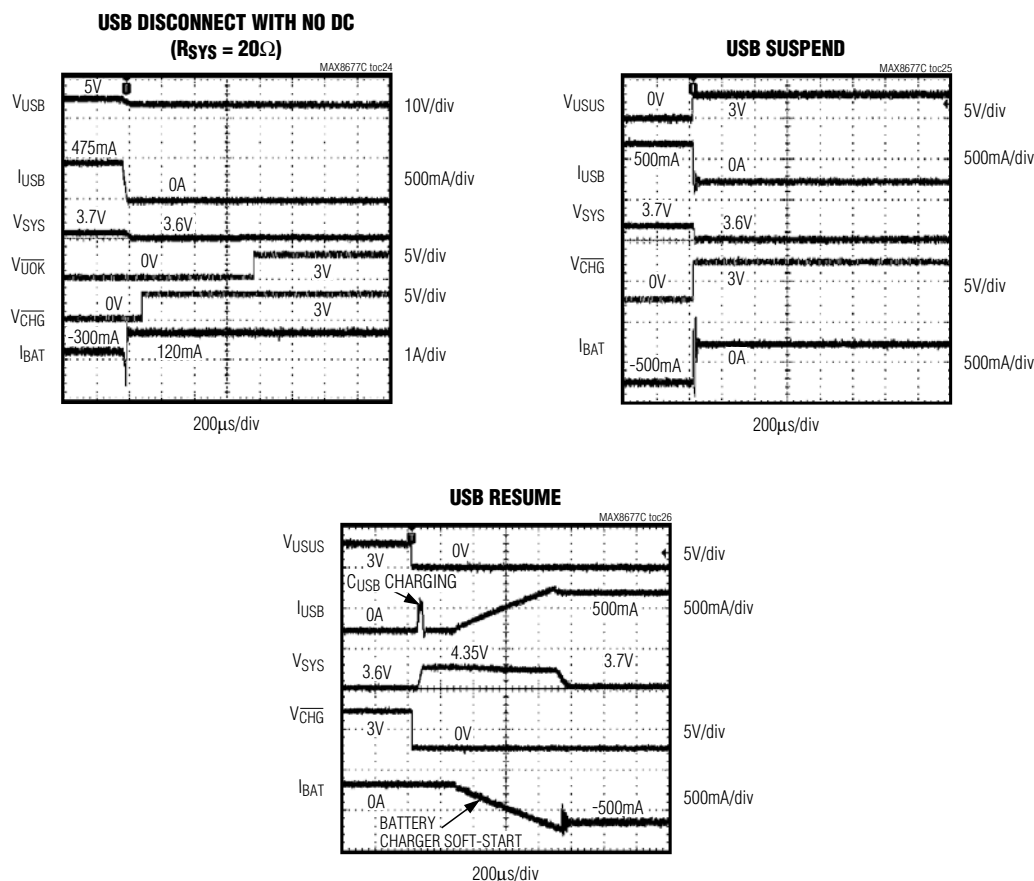 USB DISCONNECT WITH NO DC
(RSYS = 20Ω)
MAX8677C toc24
VUSB
5V
10V/div
475mA
IUSB
0A
500mA/div
VSYS
3.7V
3.6V
VUOK
0V
3V
5V/div
VCHG
0V
3V
5V/div
IBAT
-300mA
120mA
1A/div
200µs/div
USB SUSPEND
MAX8677C toc25
VUSUS
0V
3V
5V/div
IUSB
500mA
0A
500mA/div
VSYS
3.7V
3.6V
VCHG
0V
3V
5V/div
IBAT
-500mA
0A
500mA/div
200µs/div
USB RESUME
MAX8677C toc26
VUSUS
3V
0V
5V/div
CUSB CHARGING
IUSB
0A
500mA
500mA/div
VSYS
3.6V
4.35V
3.7V
VCHG
3V
0V
5V/div
IBAT
0A
-500mA
500mA/div
BATTERY
CHARGER SOFT-START
200µs/div